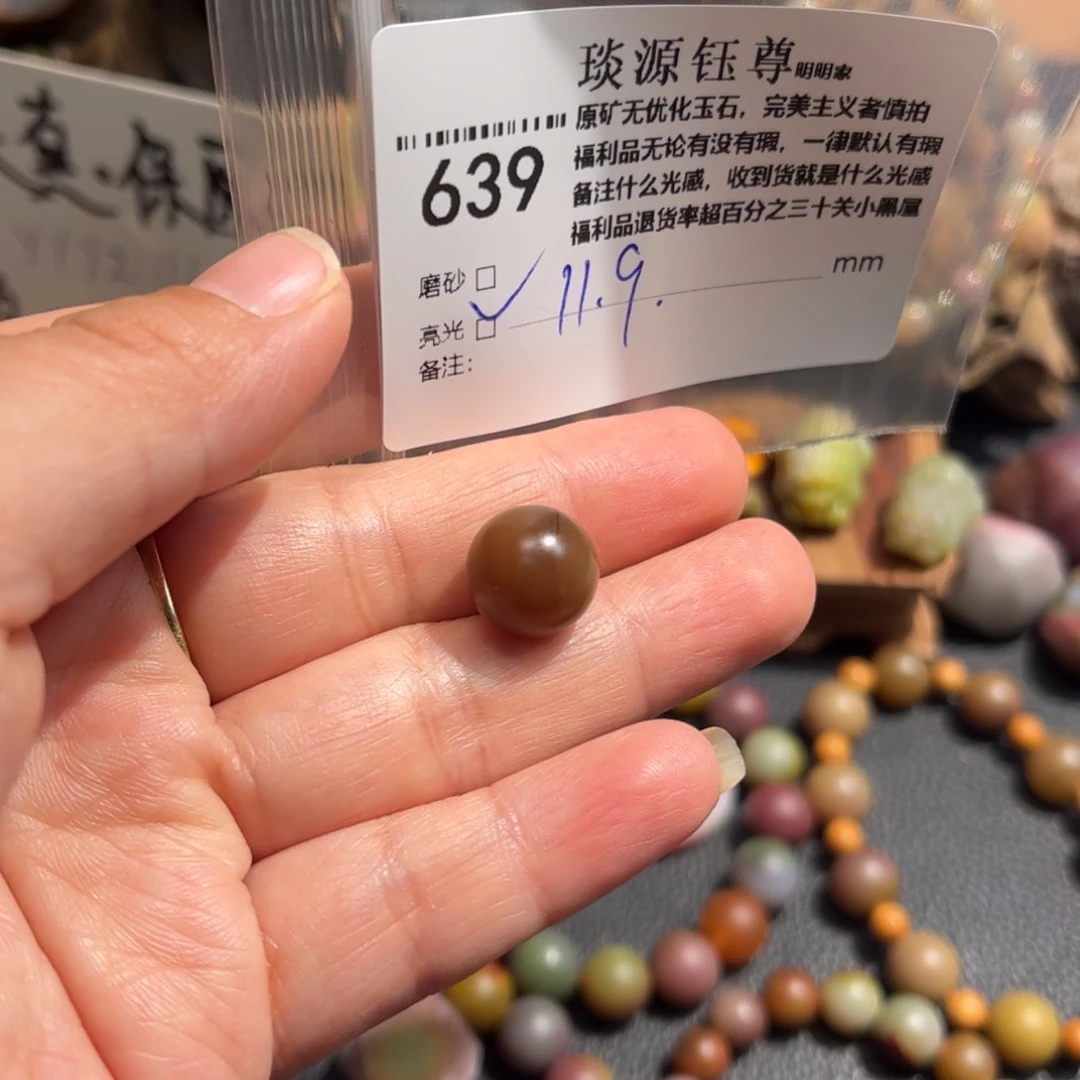 琰源钰尊明明家
原矿无优化玉石，完美主义者慎拍
福利品无论有没有瑕，一律默认有瑕
备注什么光感，收到货就是什么光感
福利品退货率超百分之三十关小黑屋
639
磨砂 □
亮光 □ ✓ 11.9. mm
备注：
查·保